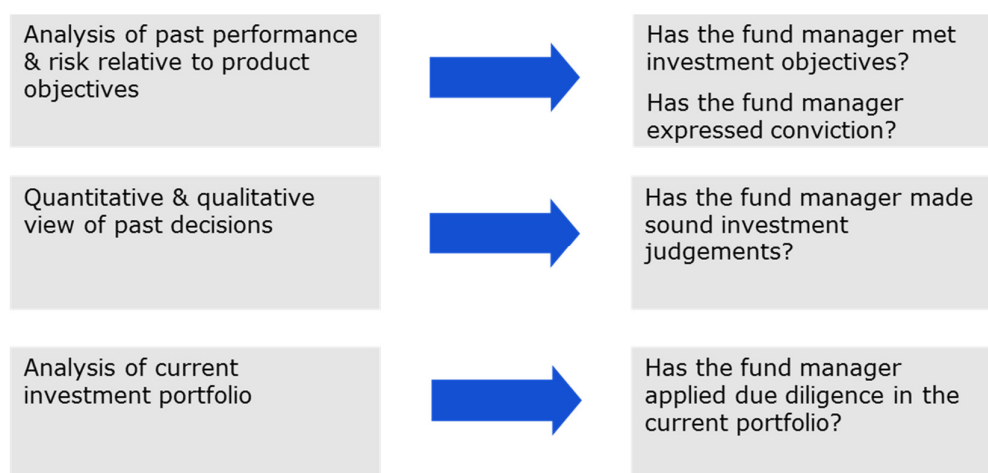 Analysis of past performance
& risk relative to product
objectives
Has the fund manager met
investment objectives?
Has the fund manager
expressed conviction?
Quantitative & qualitative
view of past decisions
Has the fund manager made
sound investment
judgements?
Analysis of current
investment portfolio
Has the fund manager
applied due diligence in the
current portfolio?